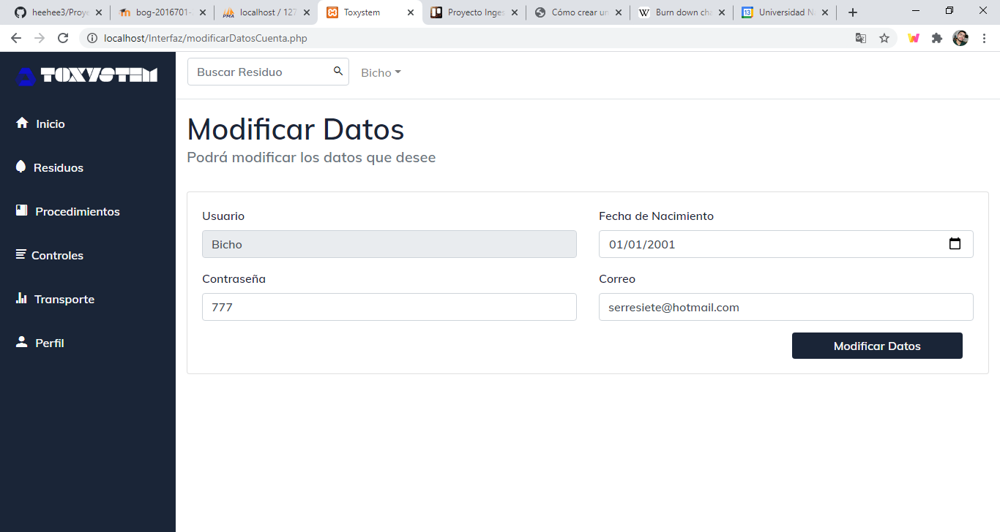 heehee3/Proye
bog-2016701-
localhost / 127
Toxystem
Proyecto Inges
Cómo crear un
Burn down cha
Universidad Na
localhost/Interfaz/modificarDatosCuenta.php
TOXYSTEM
Buscar Residuo
Bicho
Inicio
Residuos
Procedimientos
Controles
Transporte
Perfil
Modificar Datos
Podrá modificar los datos que desee
Usuario
Fecha de Nacimiento
Bicho
01/01/2001
Contraseña
Correo
777
serresiete@hotmail.com
Modificar Datos